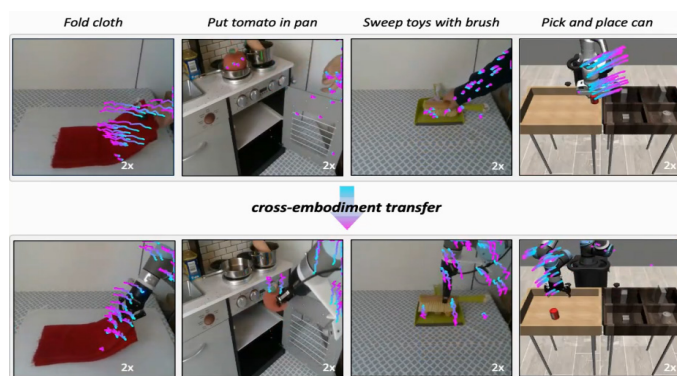 Fold cloth Put tomato in pan Sweep toys with brush Pick and place can
2x 2x 2x 2x
cross-embodiment transfer
2x 2x 2x 2x